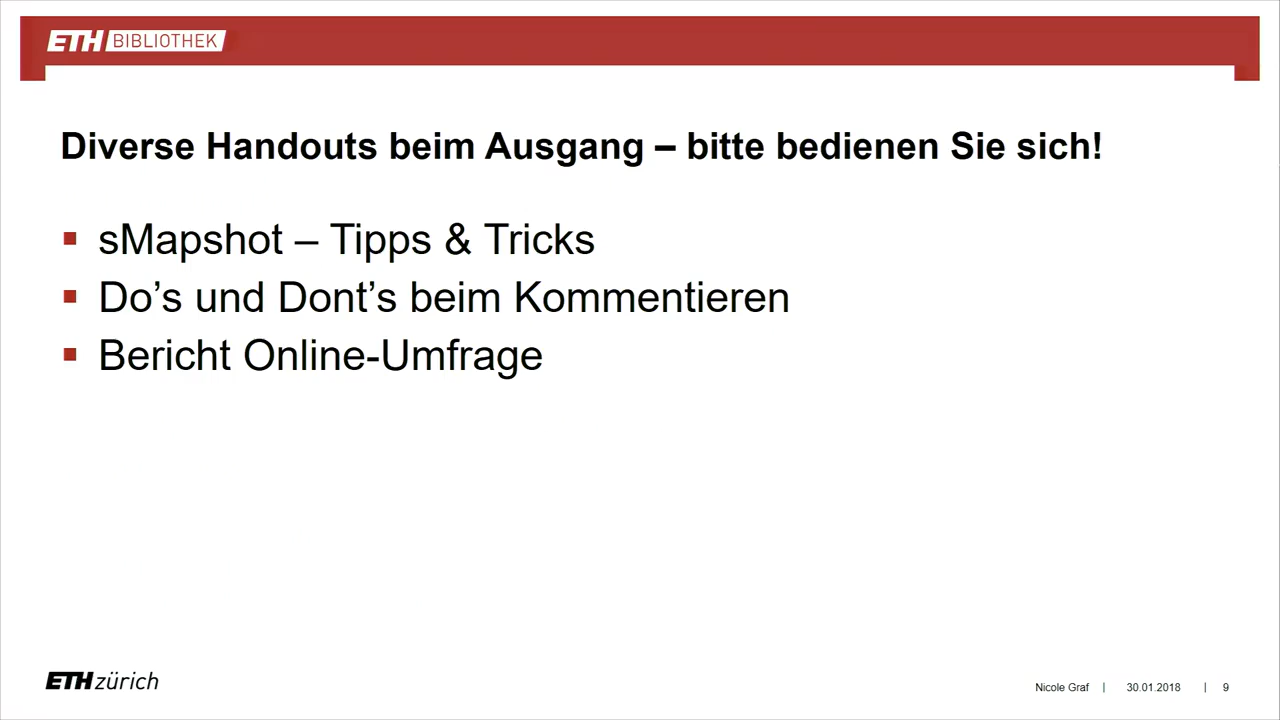 ETH BIBLIOTHEK
Diverse Handouts beim Ausgang – bitte bedienen Sie sich!
▪ sMapshot – Tipps & Tricks
▪ Do’s und Dont’s beim Kommentieren
▪ Bericht Online-Umfrage
ETH zürich
Nicole Graf | 30.01.2018 | 9